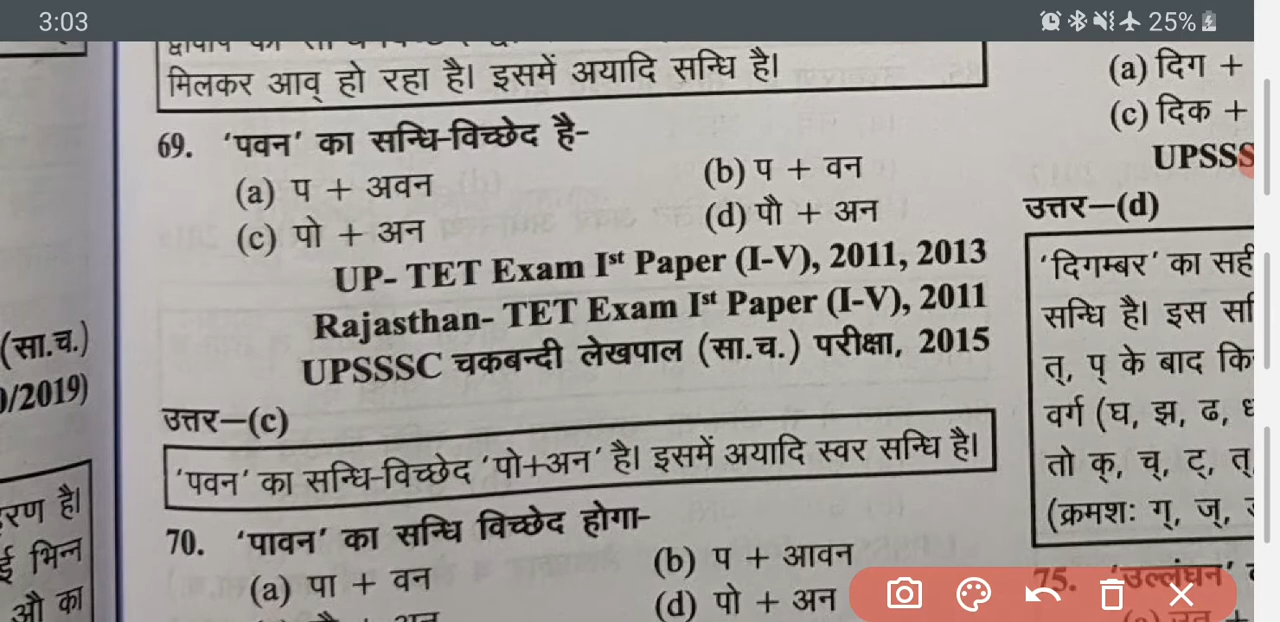 3:03
25%
मिलकर आव् हो रहा है। इसमें अयादि सन्धि है।
69. ‘पवन’ का सन्धि-विच्छेद है-
(a) प + अवन
(b) प + वन
(c) पो + अन
(d) पौ + अन
UP- TET Exam Ist Paper (I-V), 2011, 2013
Rajasthan- TET Exam Ist Paper (I-V), 2011
UPSSSC चकबन्दी लेखपाल (सा.च.) परीक्षा, 2015
उत्तर–(c)
‘पवन’ का सन्धि-विच्छेद ‘पो+अन’ है। इसमें अयादि स्वर सन्धि है।
70. ‘पावन’ का सन्धि विच्छेद होगा-
(a) पा + वन
(b) प + आवन
(d) पो + अन
(सा.च.)
/2019)
है।
भिन्न
औ का
(a) दिग +
(c) दिक +
UPSSS
उत्तर–(d)
‘दिगम्बर’ का
सन्धि है। इस
त्, प् के बाद
वर्ग (घ, झ, ढ,
तो क्, च्, ट्, त्
(क्रमशः ग्, ज्,
75. ‘उल्लंघन’